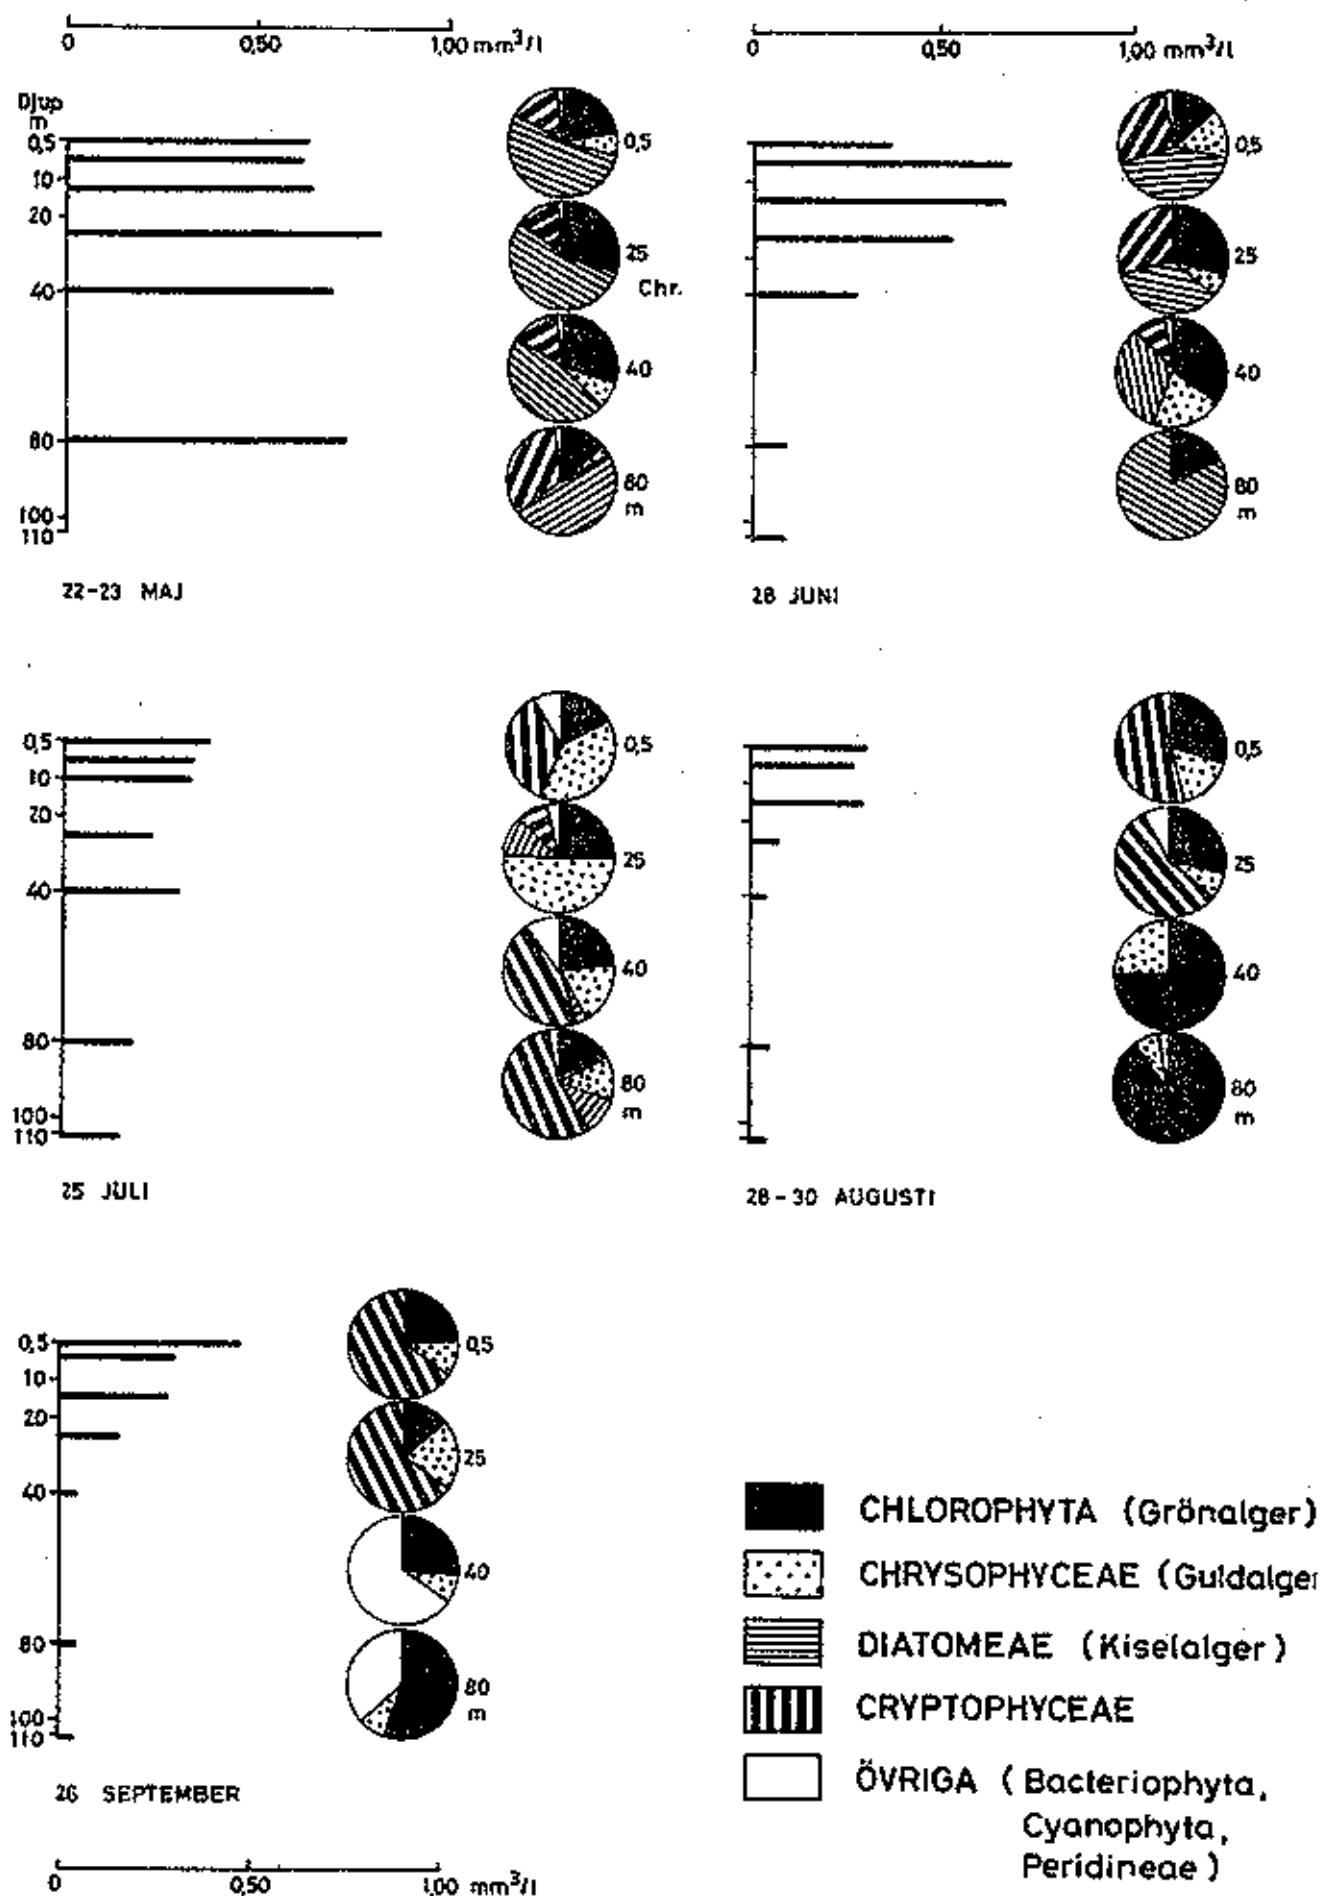 0 0,50 1,00 mm³/l
0 0,50 1,00 mm³/l
Djup
m
0,5
10
20
40
80
100
110
0,5
25
Chr.
40
80
m
22-23 MAJ
0,5
25
40
80
m
28 JUNI
0,5
10
20
40
80
100
110
0,5
25
40
80
m
25 JULI
0,5
25
40
80
m
28-30 AUGUSTI
0,5
10
20
40
80
100
110
0,5
25
40
80
m
26 SEPTEMBER
0 0,50 1,00 mm³/l
CHLOROPHYTA (Grönalger)
CHRYSOPHYCEAE (Guldalger
DIATOMEAE (Kiselalger)
CRYPTOPHYCEAE
ÖVRIGA (Bacteriophyta,
Cyanophyta,
Peridineae)